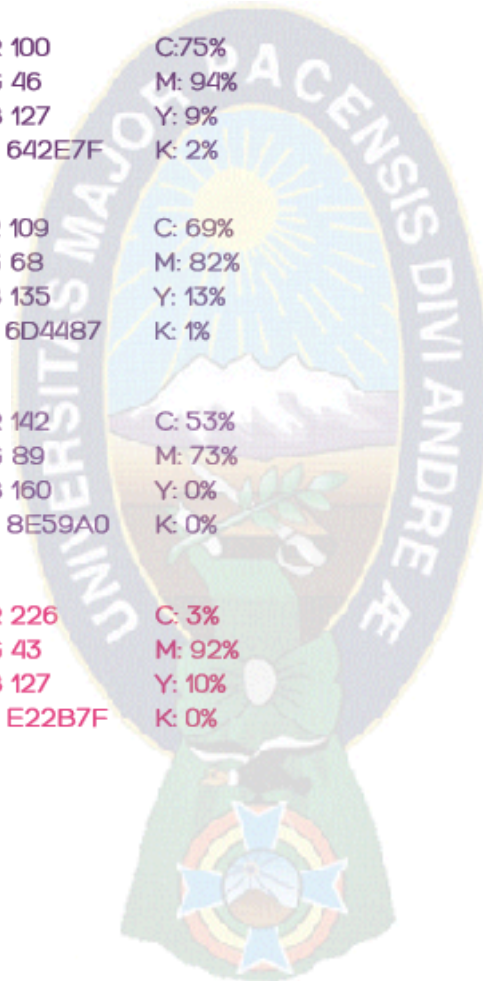 100 C:75%
46 M: 94%
127 Y: 9%
642E7F K: 2%
109 C: 69%
68 M: 82%
135 Y: 13%
6D4487 K: 1%
142 C: 53%
89 M: 73%
160 Y: 0%
8E59A0 K: 0%
226 C: 3%
43 M: 92%
127 Y: 10%
E22B7F K: 0%
UNIVERSITAS MAJOR PACENSIS DIVI ANDRE Æ